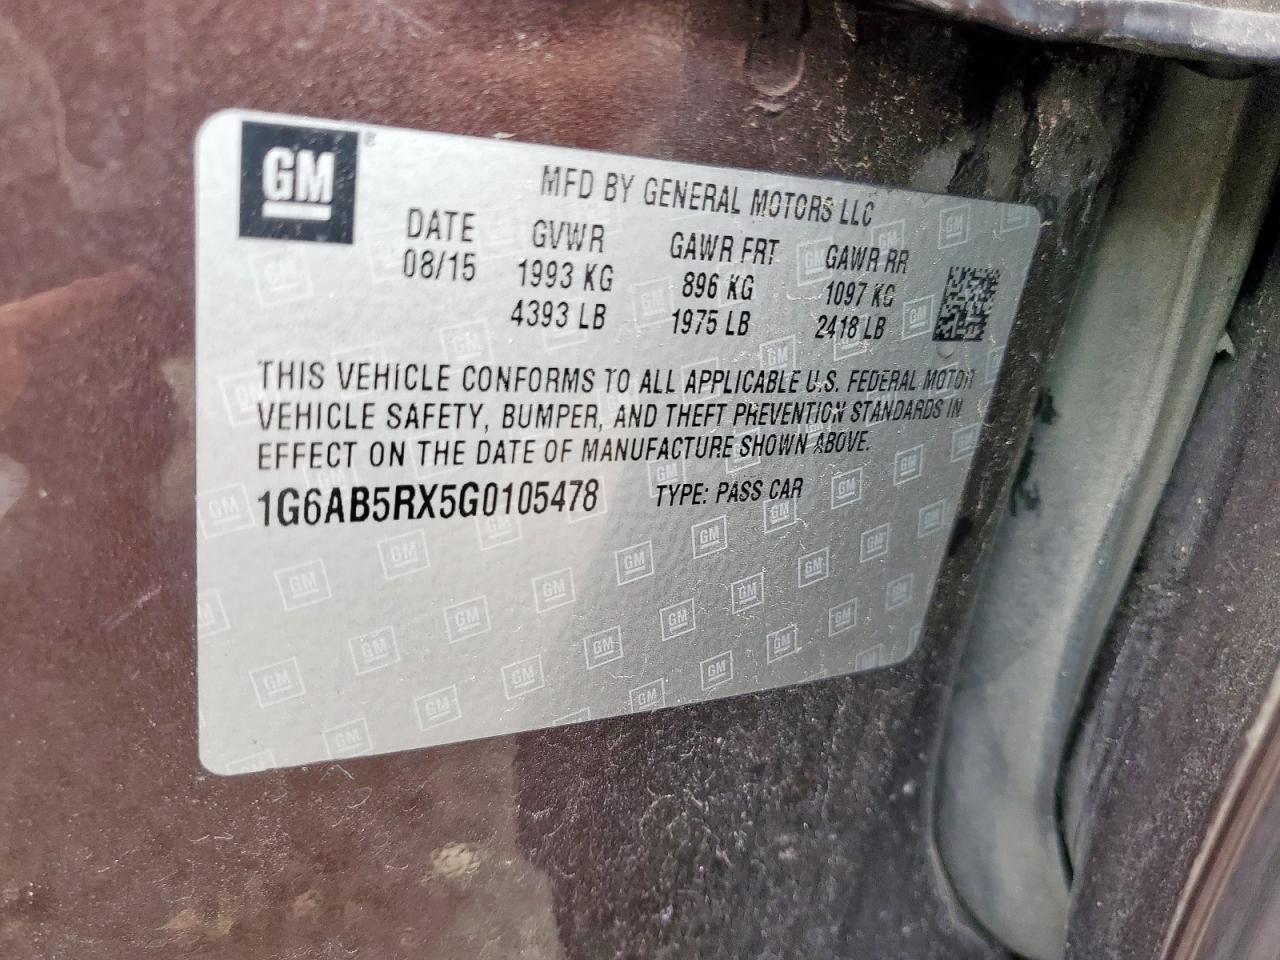 GM
MFD BY GENERAL MOTORS LLC
DATE GVWR GAWR FRT GAWR RR
08/15 1993 KG 896 KG 1097 KG
4393 LB 1975 LB 2418 LB
THIS VEHICLE CONFORMS TO ALL APPLICABLE U.S. FEDERAL MOTOR
VEHICLE SAFETY, BUMPER, AND THEFT PREVENTION STANDARDS IN
EFFECT ON THE DATE OF MANUFACTURE SHOWN ABOVE.
1G6AB5RX5G0105478 TYPE: PASS CAR